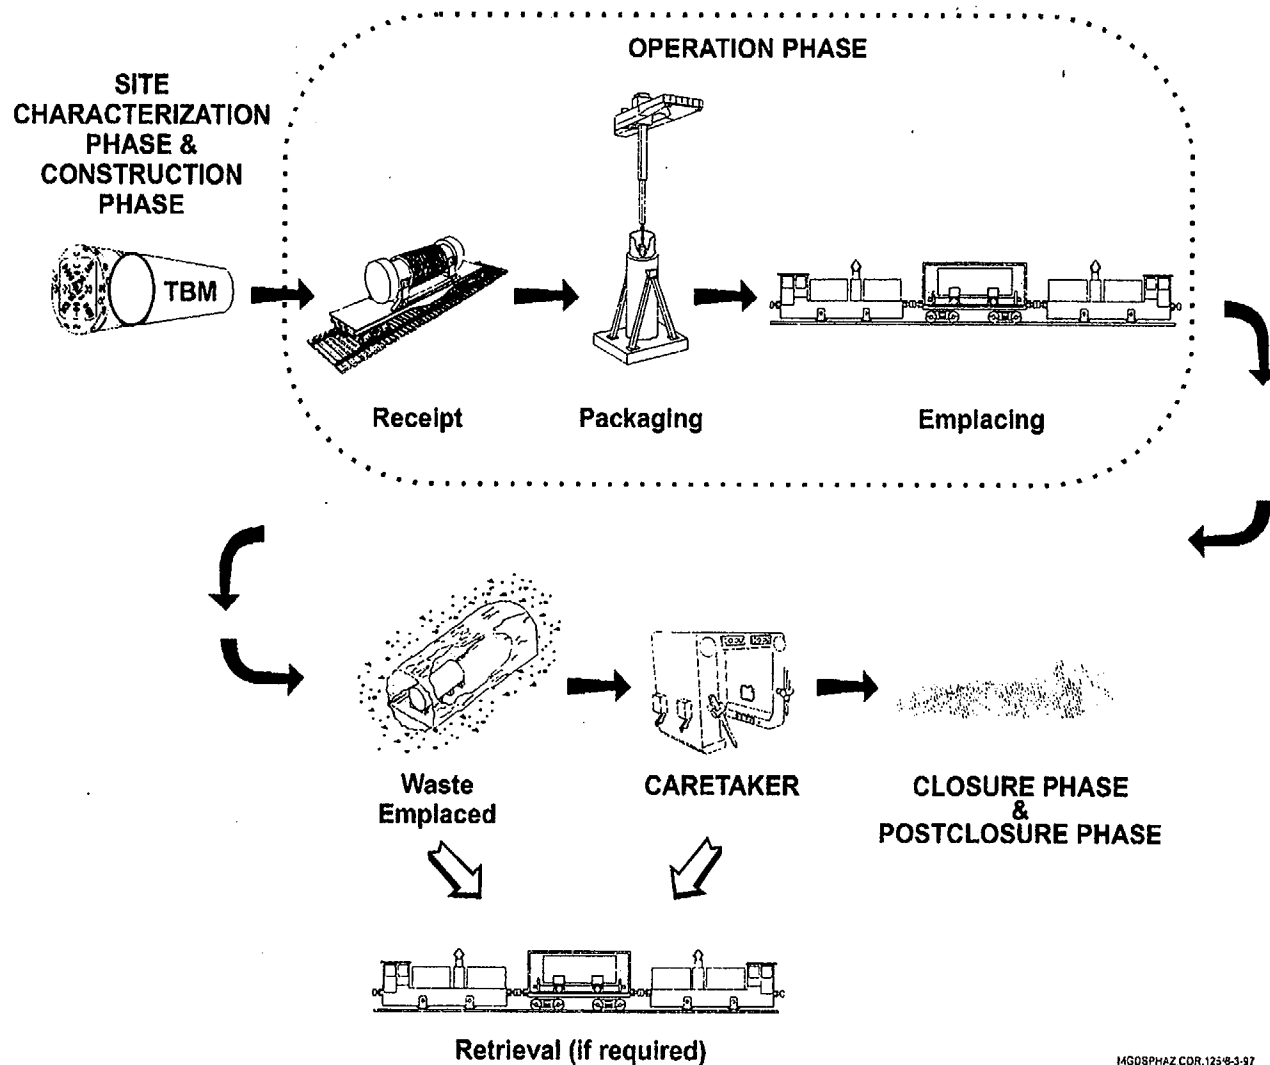 OPERATION PHASE
SITE
CHARACTERIZATION
PHASE &
CONSTRUCTION
PHASE
TBM
Receipt
Packaging
Emplacing
Waste
Emplaced
CARETAKER
CLOSURE PHASE
&
POSTCLOSURE PHASE
Retrieval (if required)